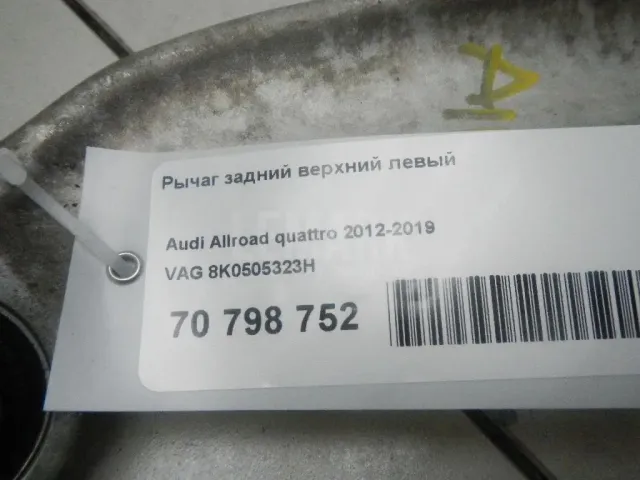 Рычаг задний верхний левый
Audi Allroad quattro 2012-2019
VAG 8K0505323H
70 798 752